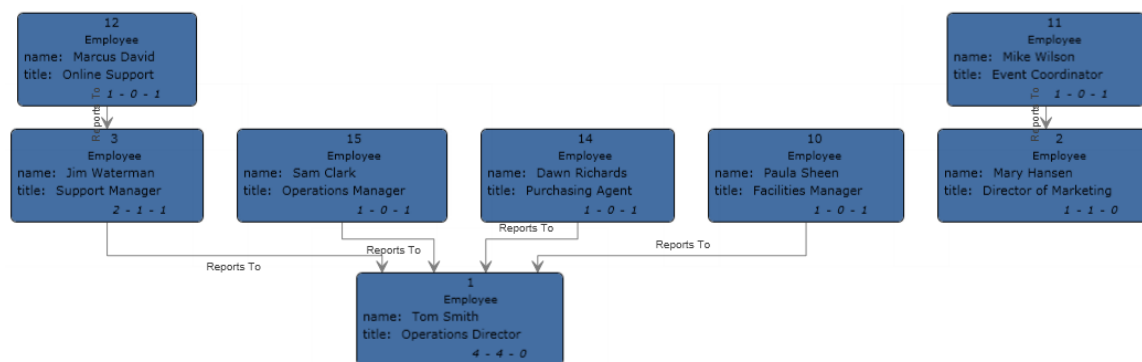 12
Employee
name: Marcus David
title: Online Support
1 - 0 - 1
Reports To
11
Employee
name: Mike Wilson
title: Event Coordinator
1 - 0 - 1
Reports To
3
Employee
name: Jim Waterman
title: Support Manager
2 - 1 - 1
15
Employee
name: Sam Clark
title: Operations Manager
1 - 0 - 1
14
Employee
name: Dawn Richards
title: Purchasing Agent
1 - 0 - 1
10
Employee
name: Paula Sheen
title: Facilities Manager
1 - 0 - 1
2
Employee
name: Mary Hansen
title: Director of Marketing
1 - 1 - 0
Reports To
Reports To
Reports To
Reports To
1
Employee
name: Tom Smith
title: Operations Director
4 - 4 - 0